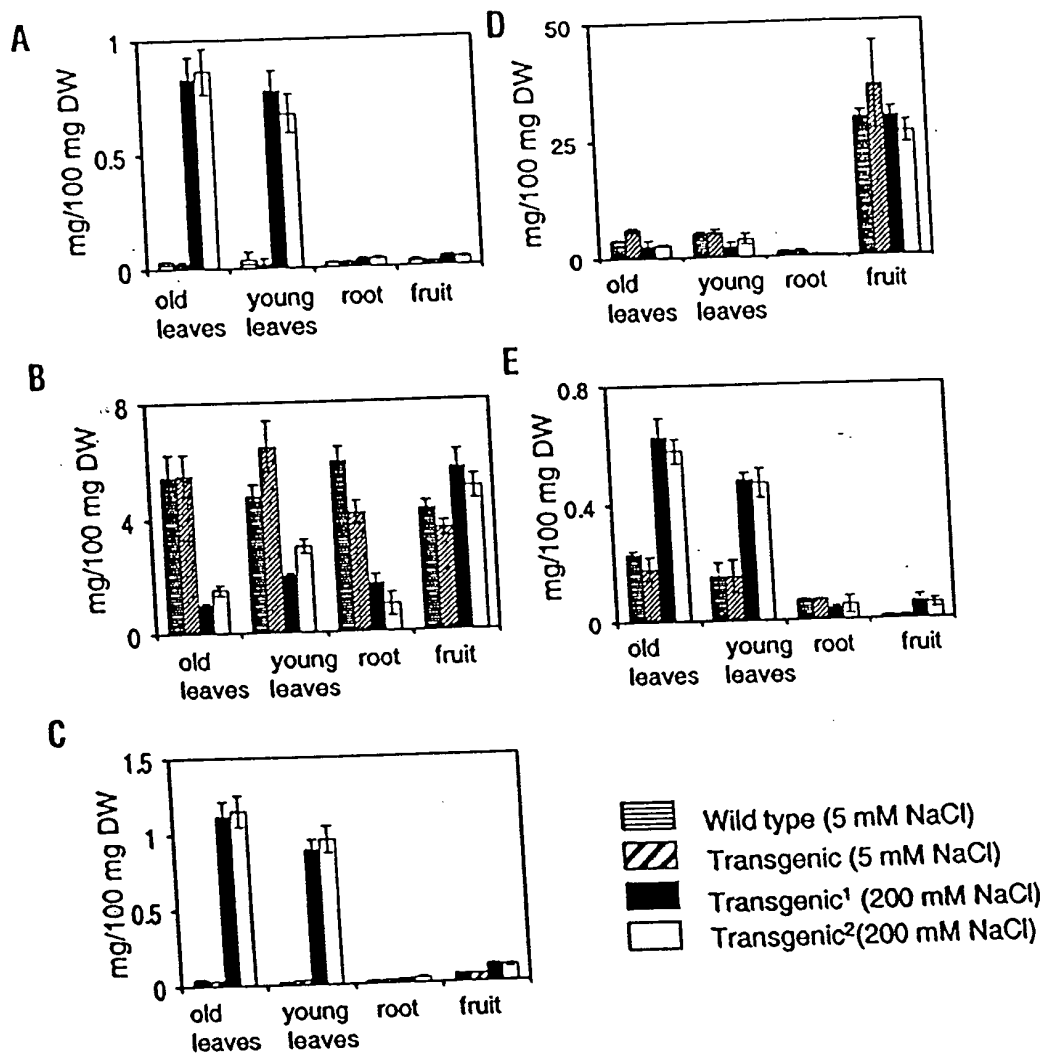 A
mg/100 mg DW
1
0.5
0
old leaves
young leaves
root
fruit
D
mg/100 mg DW
50
25
0
old leaves
young leaves
root
fruit
B
mg/100 mg DW
8
4
0
old leaves
young leaves
root
fruit
E
mg/100 mg DW
0.8
0.4
0
old leaves
young leaves
root
fruit
C
mg/100 mg DW
1.5
1
0.5
0
old leaves
young leaves
root
fruit
Wild type (5 mM NaCl)
Transgenic (5 mM NaCl)
Transgenic¹ (200 mM NaCl)
Transgenic²(200 mM NaCl)